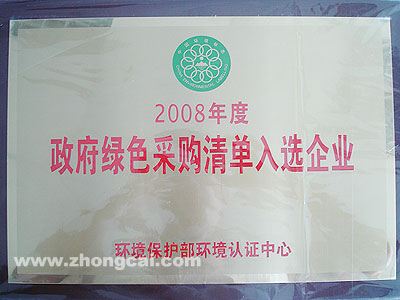 2008年度
政府绿色采购清单入选企业
环境保护部环境认证中心
www.zhongcai.com